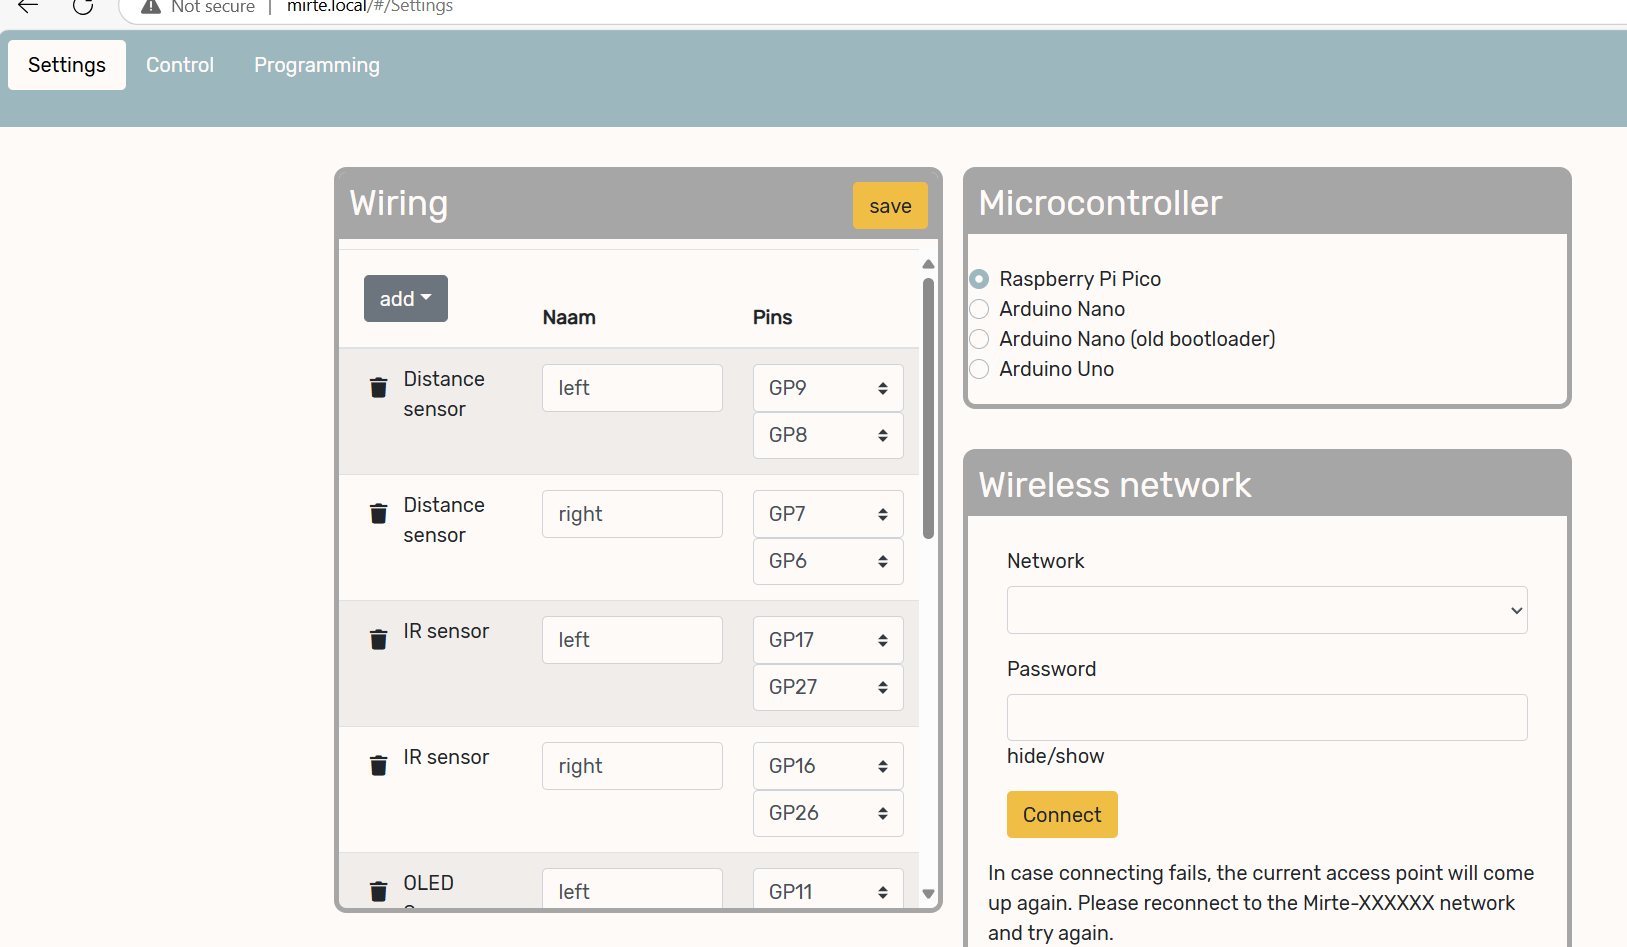 Not secure | mirte.local/#/Settings
Settings Control Programming
Wiring
save
add
Naam
Pins
Distance
sensor
left
GP9
GP8
Distance
sensor
right
GP7
GP6
IR sensor
left
GP17
GP27
IR sensor
right
GP16
GP26
OLED
left
GP11
Microcontroller
Raspberry Pi Pico
Arduino Nano
Arduino Nano (old bootloader)
Arduino Uno
Wireless network
Network
Password
hide/show
Connect
In case connecting fails, the current access point will come
up again. Please reconnect to the Mirte-XXXXXX network
and try again.